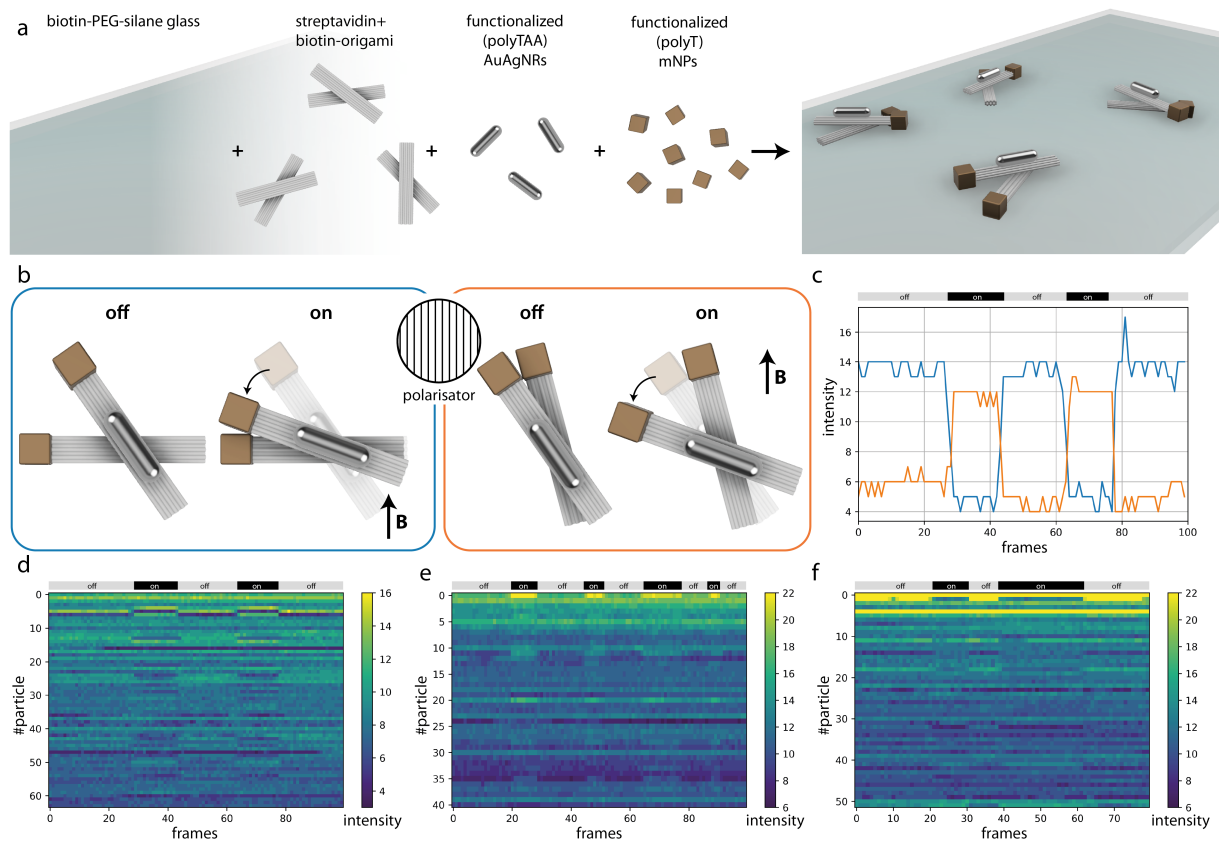 a
biotin-PEG-silane glass
streptavidin+
biotin-origami
functionalized
(polyTAA)
AuAgNRs
functionalized
(polyT)
mNPs
+
+
+
b
off
on
B
polarisator
off
on
B
c
off
on
off
on
off
intensity
16
14
12
10
8
6
4
0
20
40
60
80
100
frames
d
off
on
off
on
off
#particle
0
10
20
30
40
50
60
0
20
40
60
80
frames
16
14
12
10
8
6
4
intensity
e
off
on
off
on
off
on
off
on
off
#particle
0
5
10
15
20
25
30
35
40
0
20
40
60
80
frames
22
20
18
16
14
12
10
8
6
intensity
f
off
on
off
on
off
#particle
0
10
20
30
40
50
0
10
20
30
40
50
60
70
frames
22
20
18
16
14
12
10
8
6
intensity